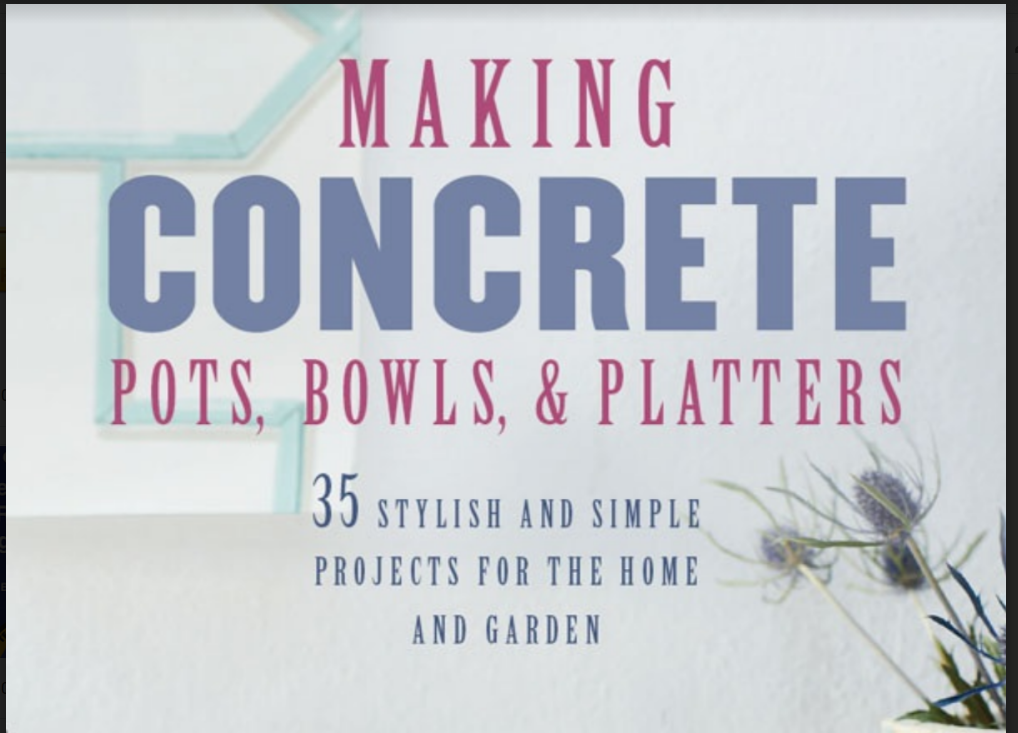 MAKING
CONCRETE
POTS, BOWLS, & PLATTERS
35 STYLISH AND SIMPLE
PROJECTS FOR THE HOME
AND GARDEN